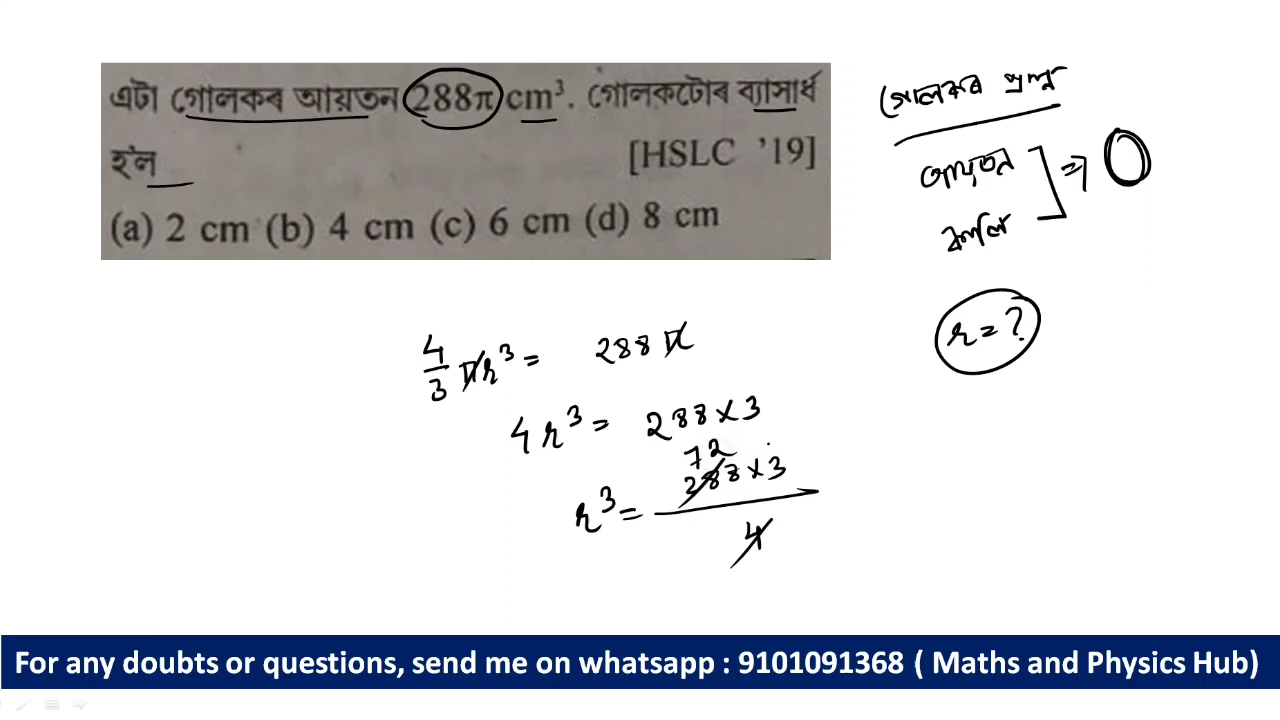 এটা গোলকৰ আয়তন 288π cm³. গোলকটোৰ ব্যাসাৰ্ধ
হ'ল [HSLC '19]
(a) 2 cm (b) 4 cm (c) 6 cm (d) 8 cm
গোলকৰ প্ৰশ্ন
আয়তন
কালি
⇒ 0
r = ?
4/3 πr³ = 288 π
4r³ = 288 × 3
72
r³ = 288 × 3 / 4
For any doubts or questions, send me on whatsapp : 9101091368 ( Maths and Physics Hub)